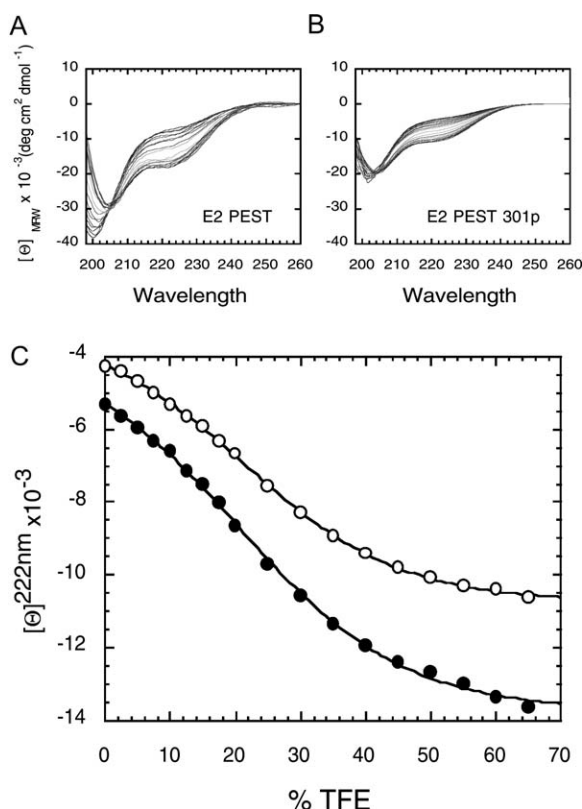 A
B
10
0
-10
-20
-30
-40
[Θ] MRW x 10⁻³ (deg cm² dmol⁻¹)
E2 PEST
200 210 220 230 240 250 260
Wavelength
10
0
-10
-20
-30
-40
E2 PEST 301p
200 210 220 230 240 250 260
Wavelength
C
-4
-6
-8
-10
-12
-14
[Θ]222nm x10⁻³
0 10 20 30 40 50 60 70
% TFE